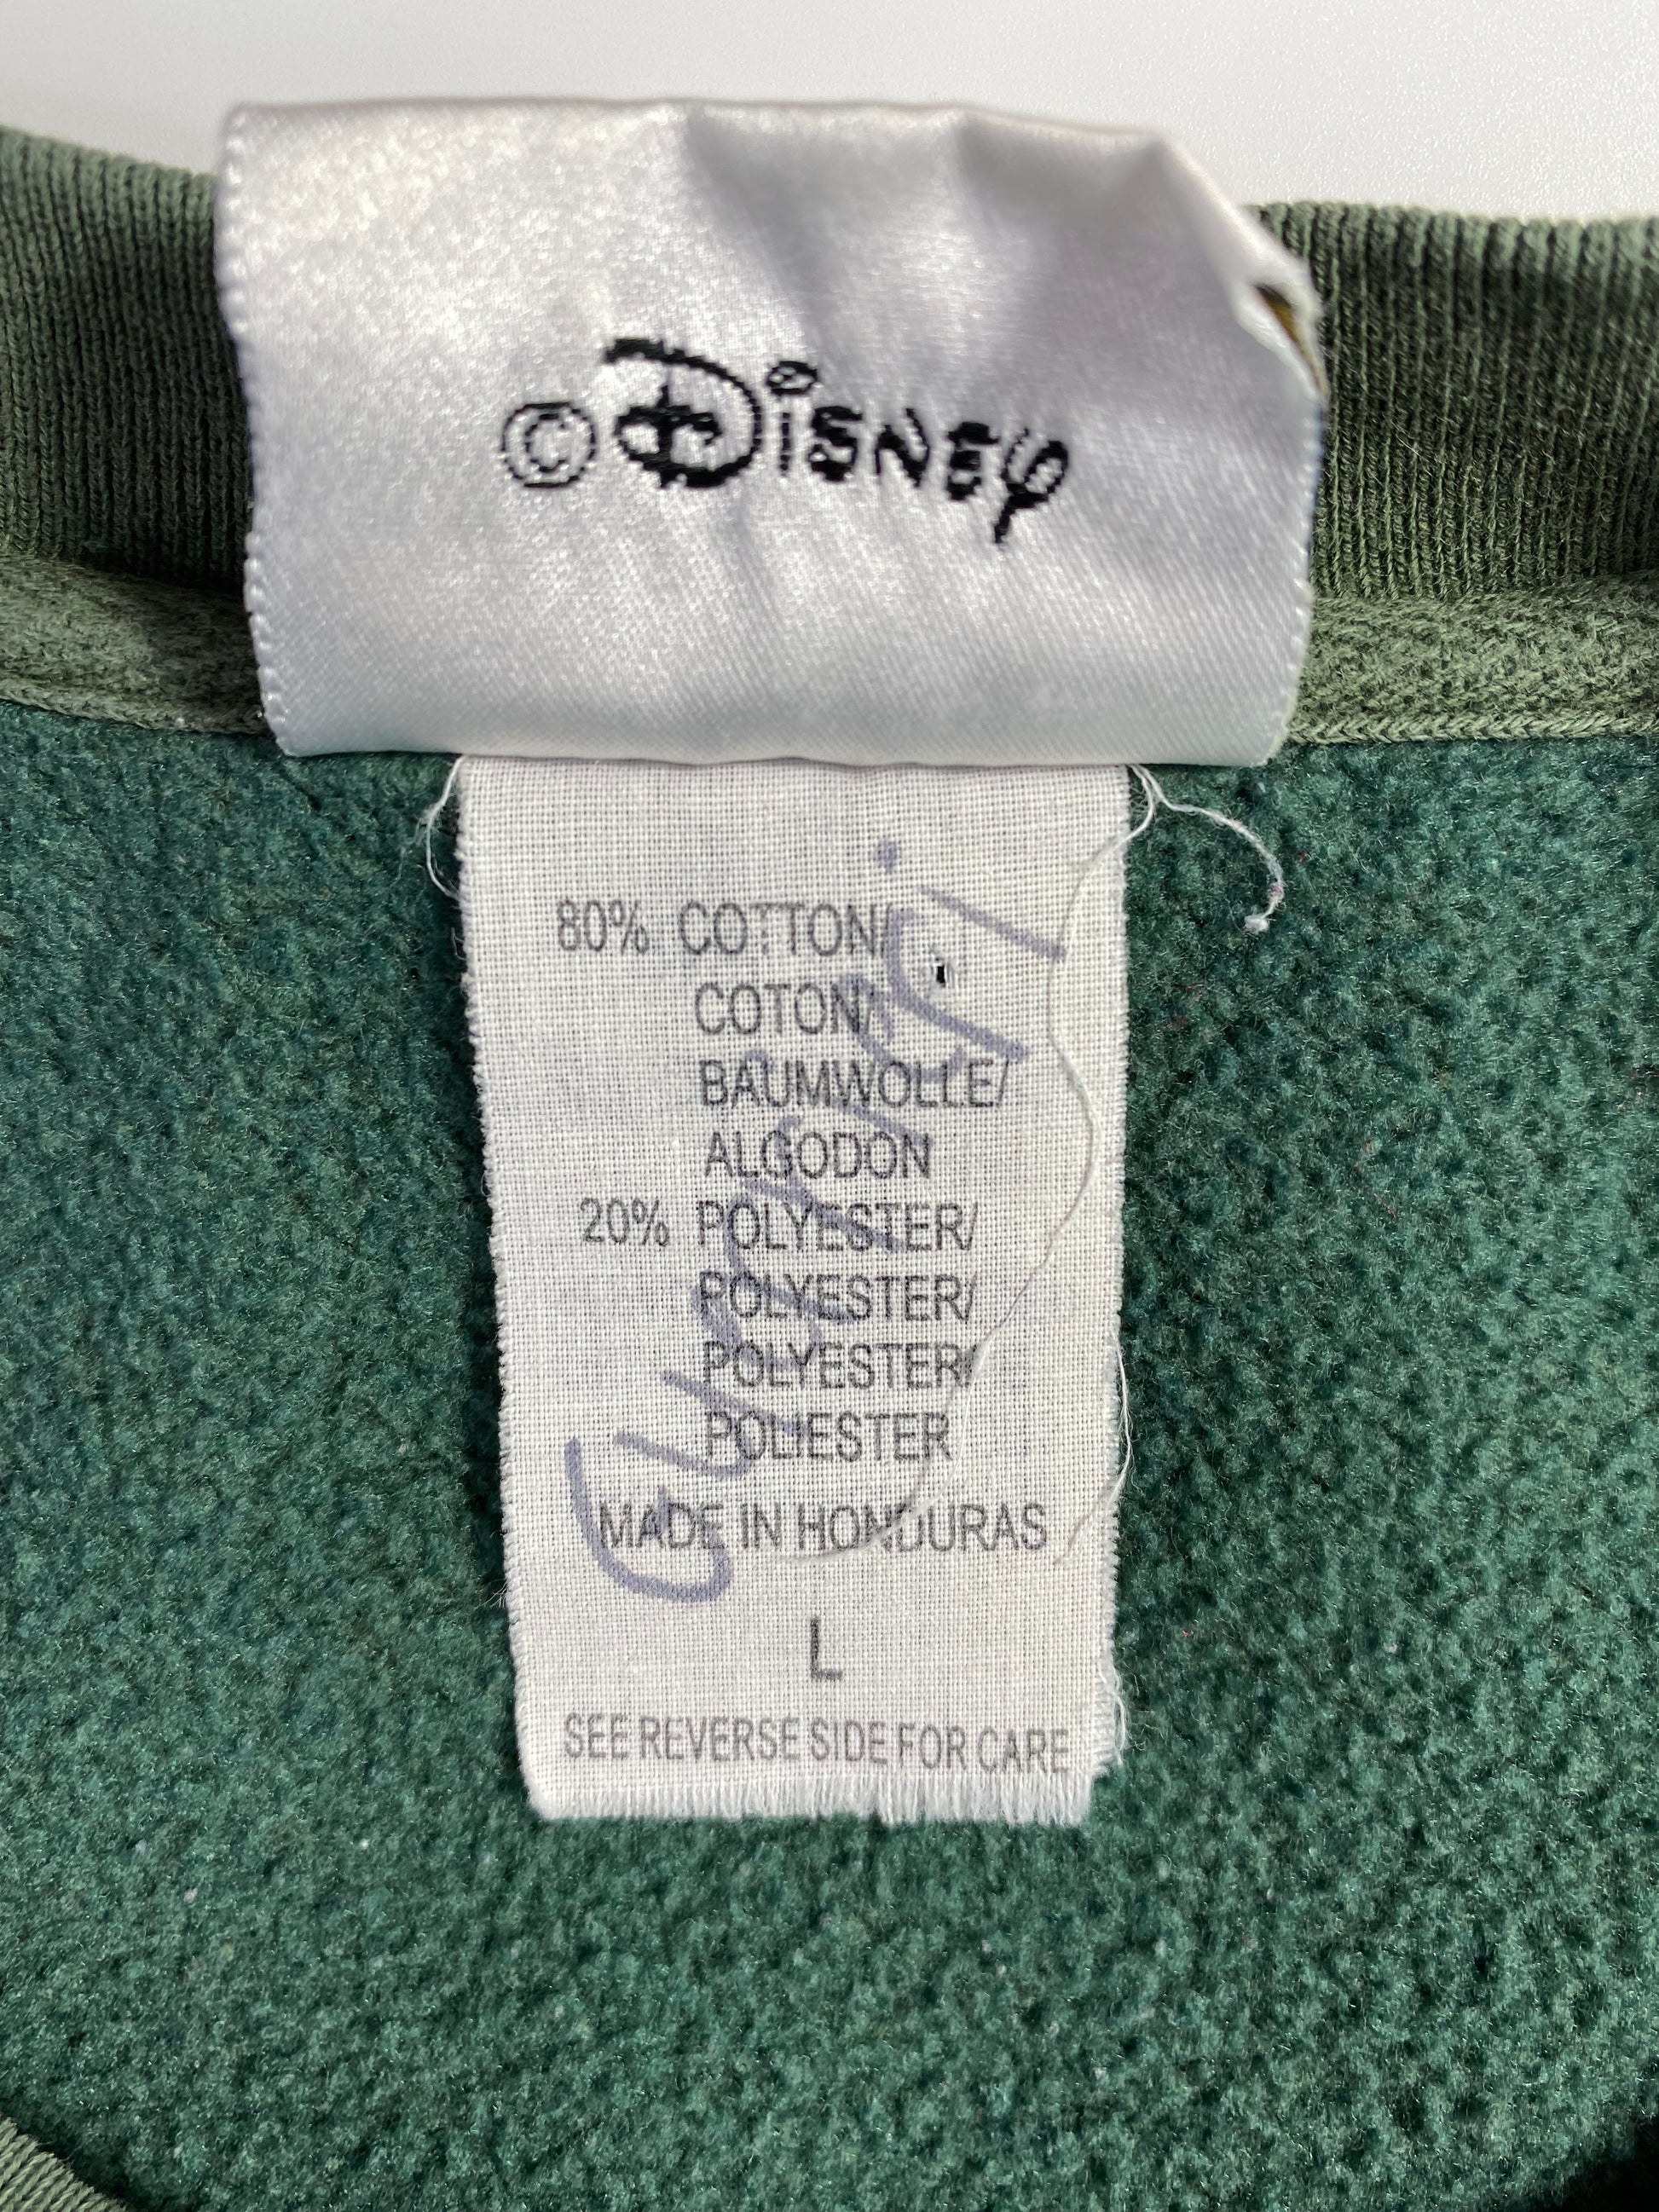 © Disney
80% COTTON/
COTON/
BAUMWOLLE/
ALGODON
20% POLYESTER/
POLYESTER/
POLYESTER/
POLIESTER
MADE IN HONDURAS
L
SEE REVERSE SIDE FOR CARE